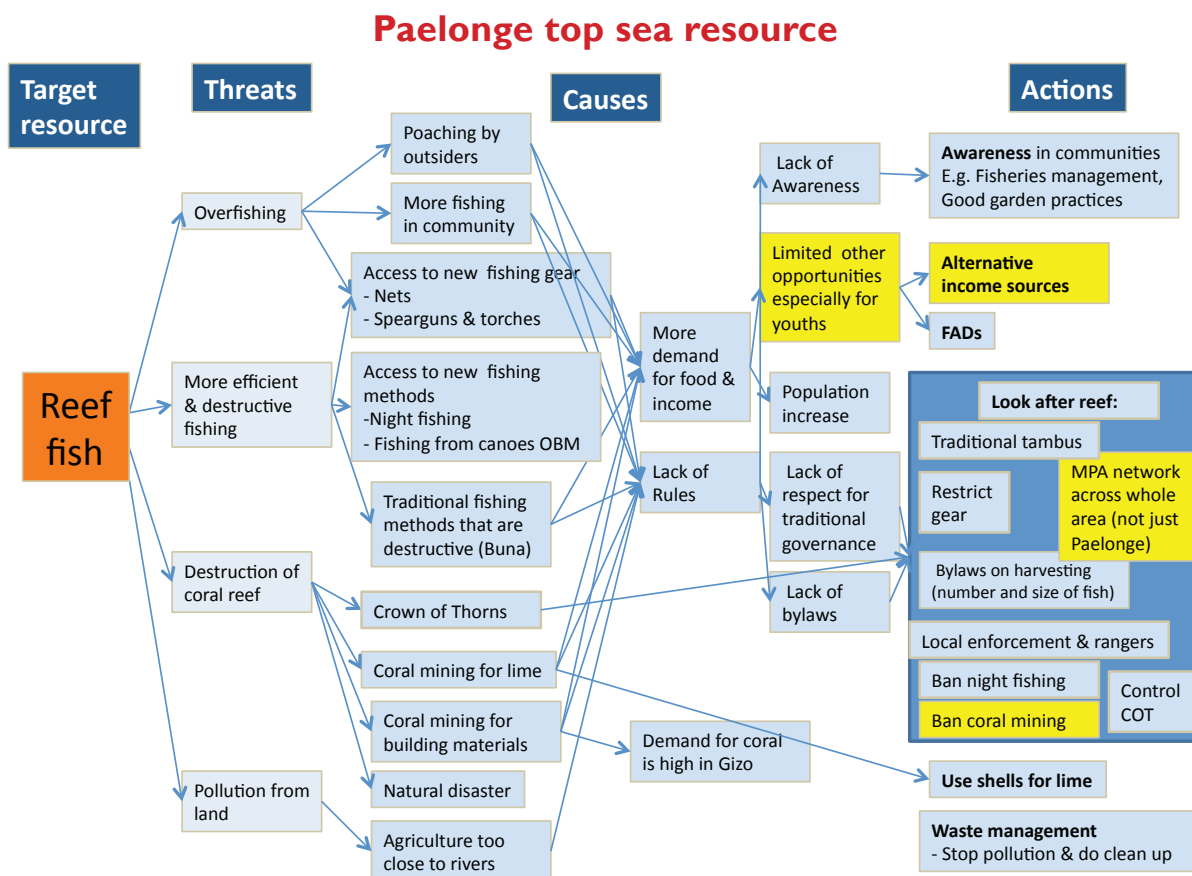 Paelonge top sea resource
Target
resource
Threats
Causes
Actions
Reef
fish
Overfishing
More efficient
& destructive
fishing
Destruction of
coral reef
Pollution from
land
Poaching by
outsiders
More fishing
in community
Access to new fishing gear
- Nets
- Spearguns & torches
Access to new fishing
methods
-Night fishing
- Fishing from canoes OBM
Traditional fishing
methods that are
destructive (Buna)
Crown of Thorns
Coral mining for lime
Coral mining for
building materials
Natural disaster
Agriculture too
close to rivers
More
demand
for food &
income
Lack of
Rules
Demand for coral
is high in Gizo
Lack of
Awareness
Limited other
opportunities
especially for
youths
Population
increase
Lack of
respect for
traditional
governance
Lack of
bylaws
Awareness in communities
E.g. Fisheries management,
Good garden practices
Alternative
income sources
FADs
Look after reef:
Traditional tambus
Restrict
gear
MPA network
across whole
area (not just
Paelonge)
Bylaws on harvesting
(number and size of fish)
Local enforcement & rangers
Ban night fishing
Ban coral mining
Control
COT
Use shells for lime
Waste management
- Stop pollution & do clean up